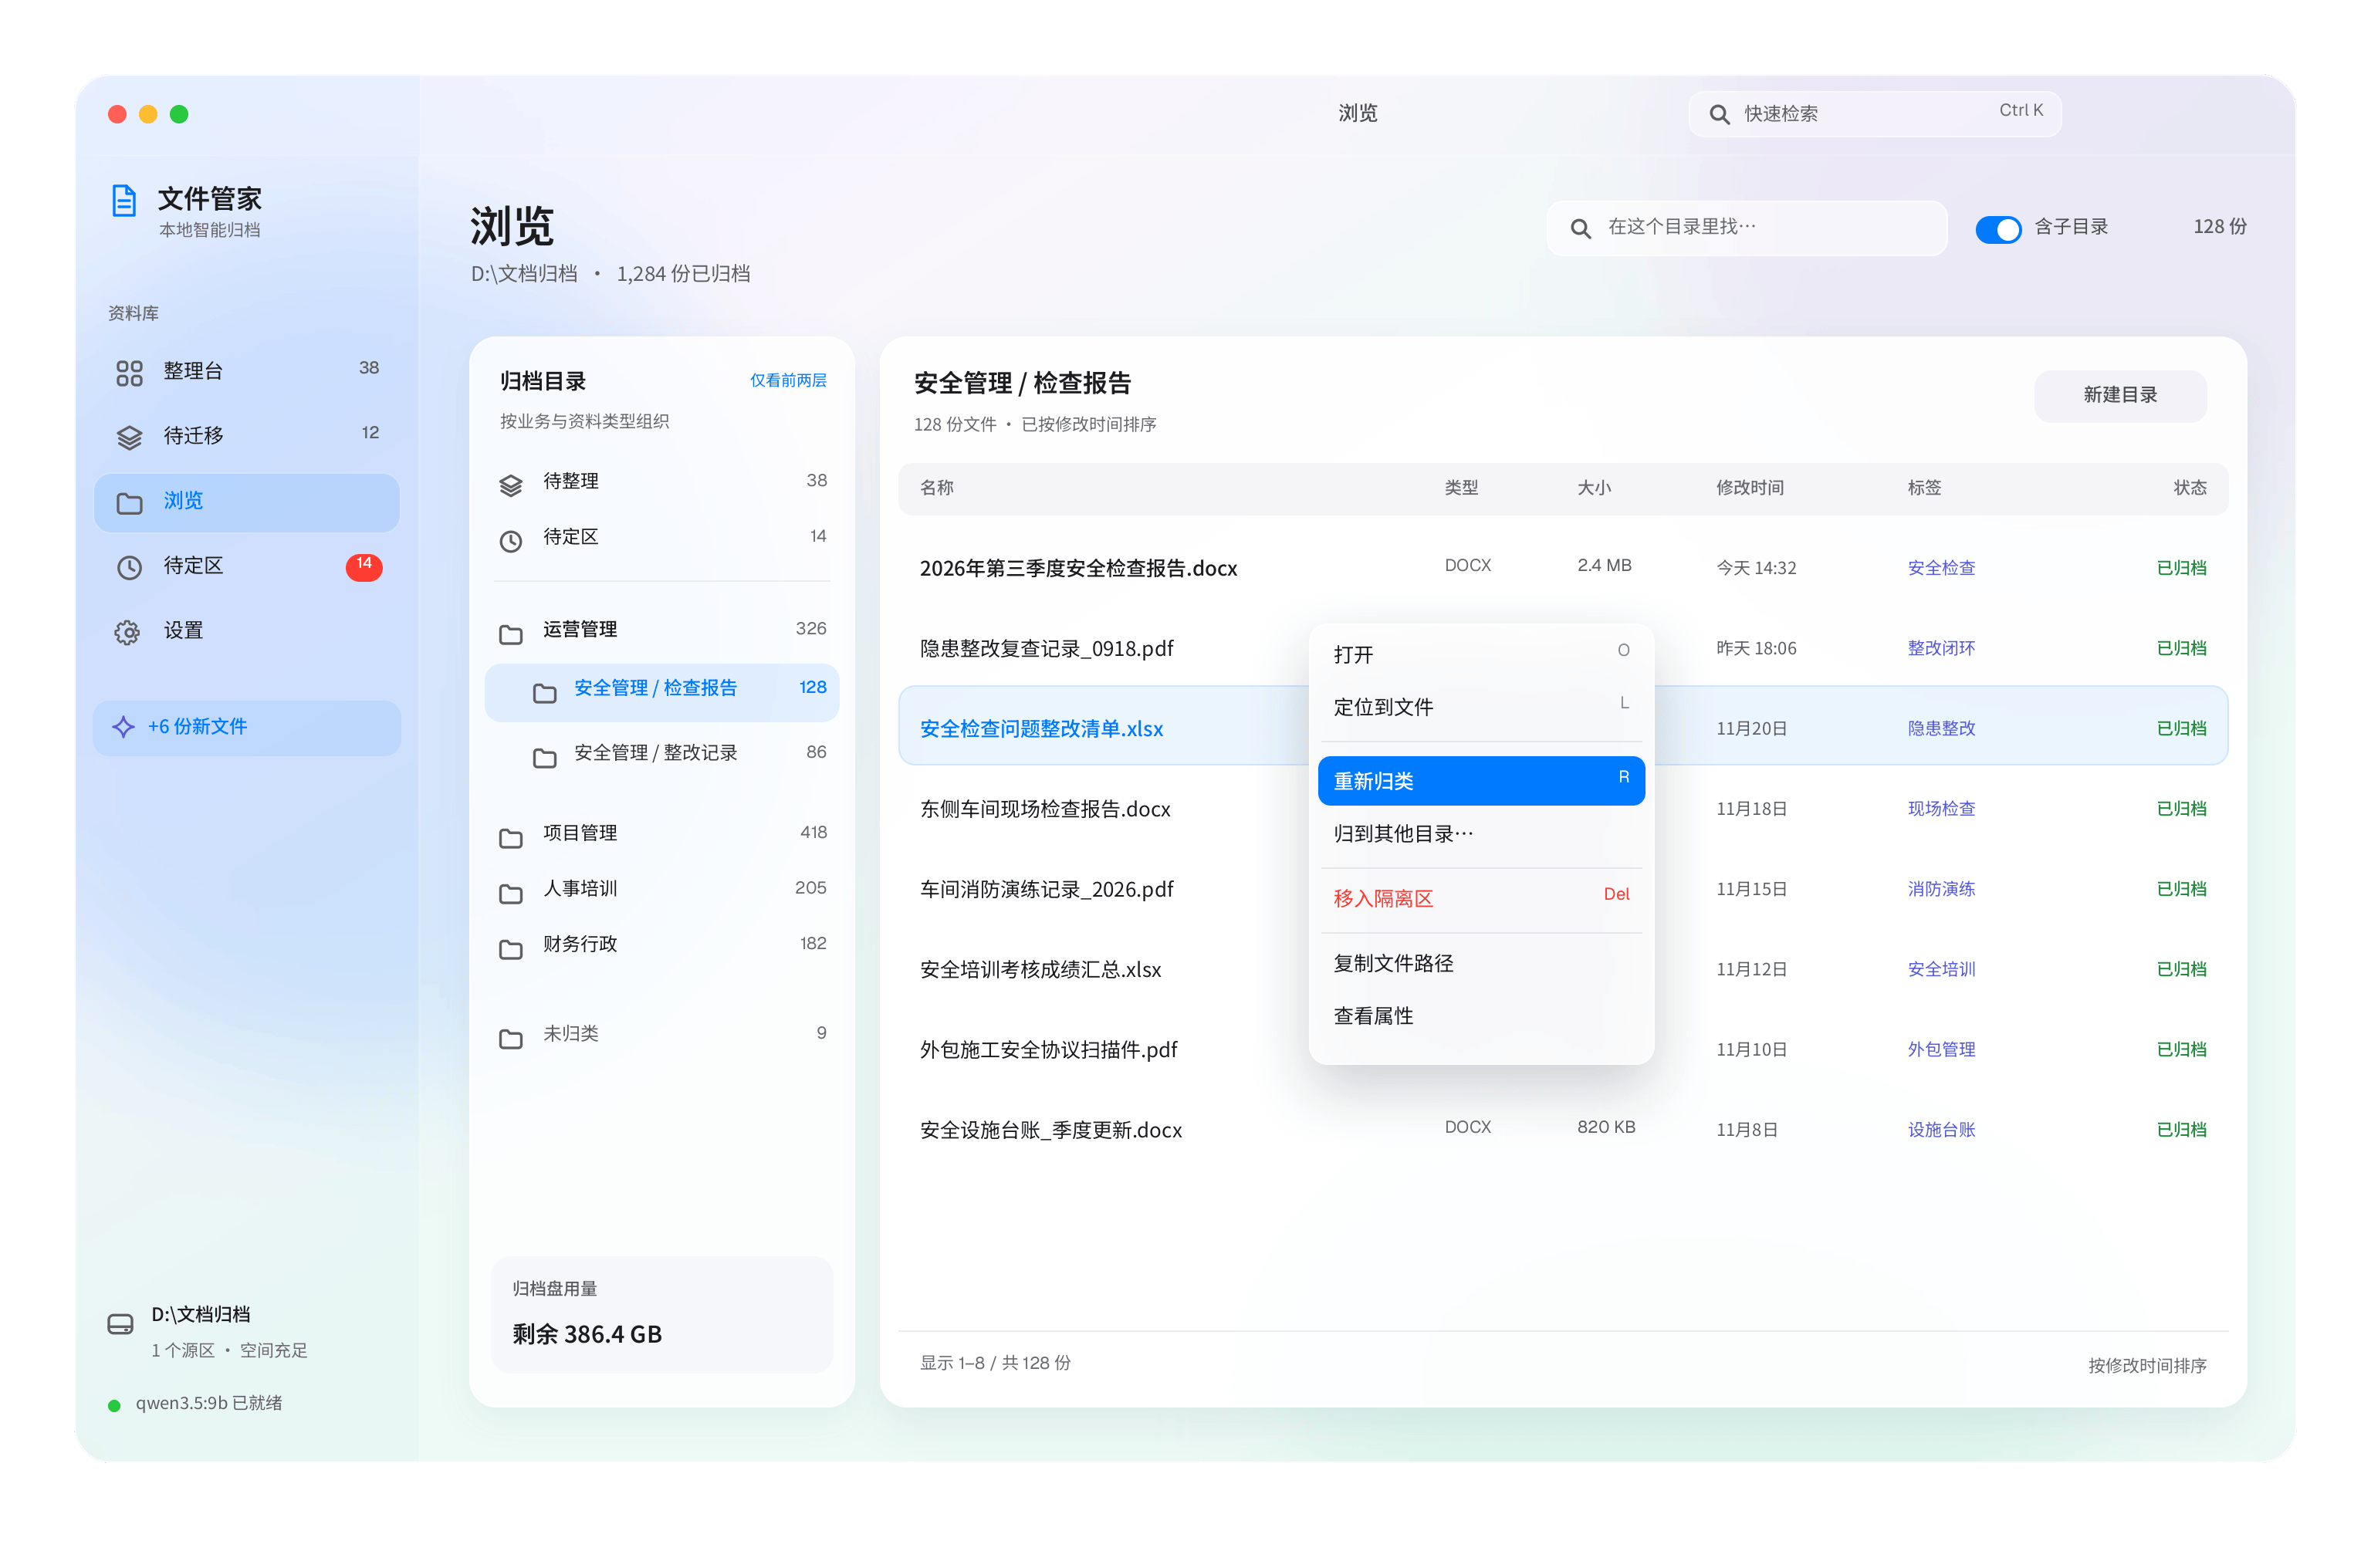 浏览
快速检索 Ctrl K
文件管家
本地智能归档
资料库
整理台 38
待迁移 12
浏览
待定区 14
设置
+6 份新文件
D:\文档归档
1 个源区 • 空间充足
qwen3.5:9b 已就绪
浏览
D:\文档归档 • 1,284 份已归档
在这个目录里找…
含子目录
128 份
归档目录 仅看前两层
按业务与资料类型组织
待整理 38
待定区 14
运营管理 326
安全管理 / 检查报告 128
安全管理 / 整改记录 86
项目管理 418
人事培训 205
财务行政 182
未归类 9
归档盘用量
剩余 386.4 GB
安全管理 / 检查报告
128 份文件 • 已按修改时间排序
新建目录
名称 类型 大小 修改时间 标签 状态
2026年第三季度安全检查报告.docx DOCX 2.4 MB 今天 14:32 安全检查 已归档
隐患整改复查记录_0918.pdf 昨天 18:06 整改闭环 已归档
安全检查问题整改清单.xlsx 11月20日 隐患整改 已归档
东侧车间现场检查报告.docx 11月18日 现场检查 已归档
车间消防演练记录_2026.pdf 11月15日 消防演练 已归档
安全培训考核成绩汇总.xlsx 11月12日 安全培训 已归档
外包施工安全协议扫描件.pdf 11月10日 外包管理 已归档
安全设施台账_季度更新.docx DOCX 820 KB 11月8日 设施台账 已归档
打开 O
定位到文件 L
重新归类 R
归到其他目录…
移入隔离区 Del
复制文件路径
查看属性
显示 1–8 / 共 128 份
按修改时间排序